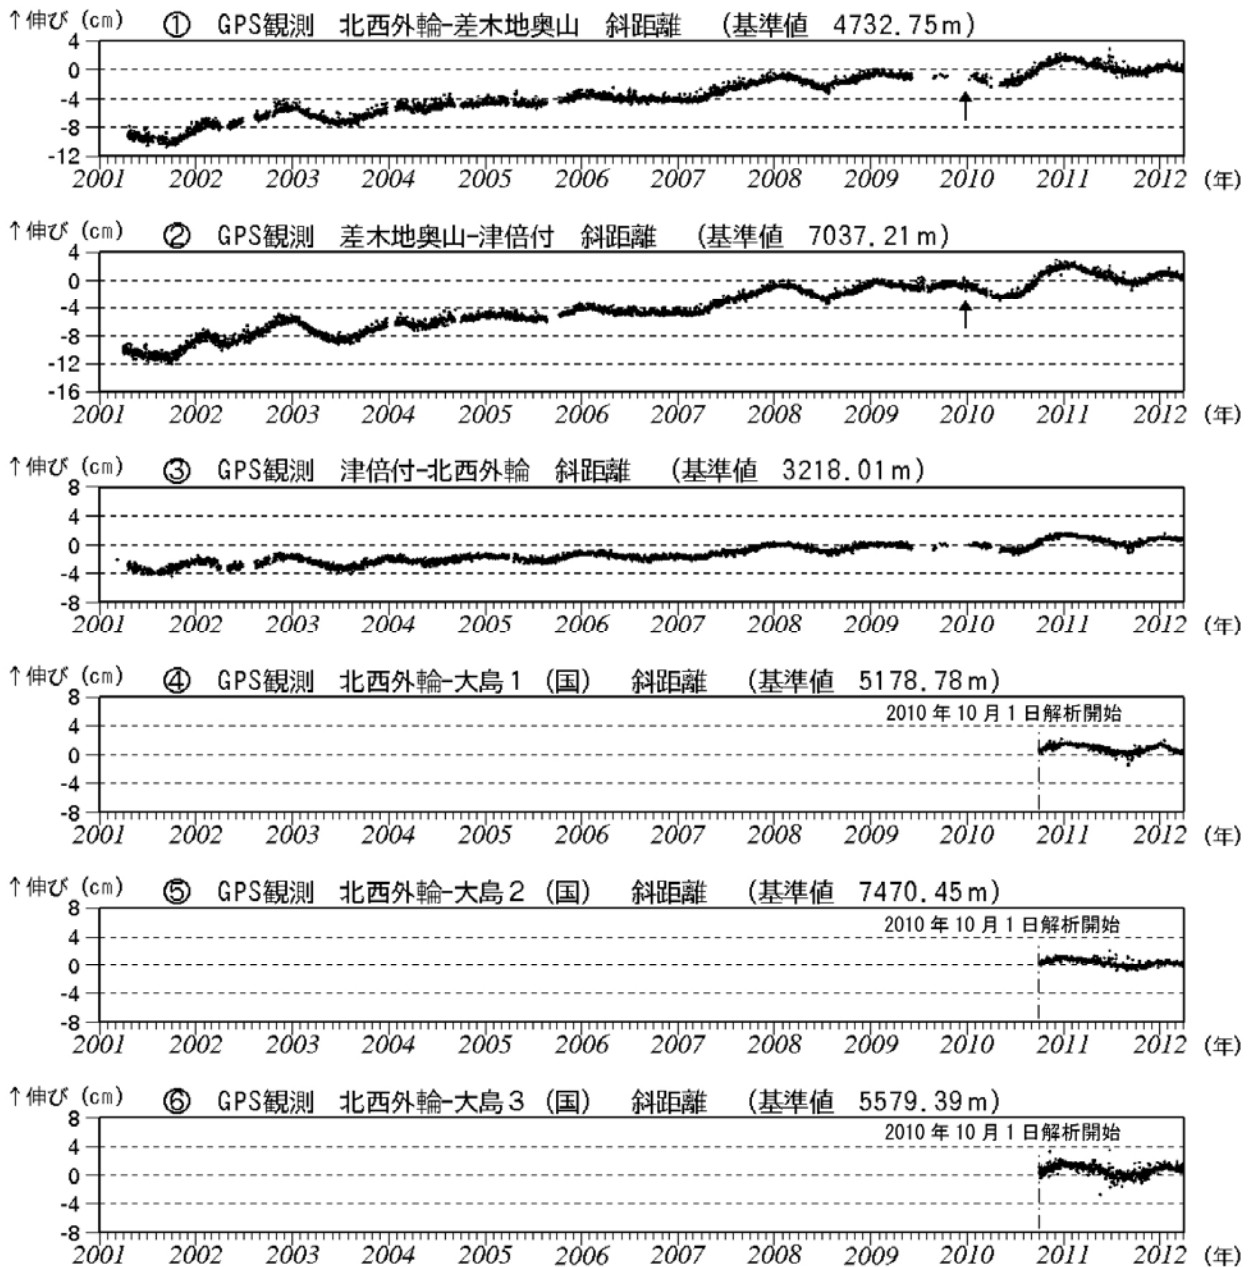 ↑伸び (cm) ① GPS観測 北西外輪-差木地奥山 斜距離 (基準値 4732.75m)
4
0
-4
-8
-12
2001 2002 2003 2004 2005 2006 2007 2008 2009 2010 2011 2012 (年)
↑伸び (cm) ② GPS観測 差木地奥山-津倍付 斜距離 (基準値 7037.21m)
4
0
-4
-8
-12
-16
2001 2002 2003 2004 2005 2006 2007 2008 2009 2010 2011 2012 (年)
↑伸び (cm) ③ GPS観測 津倍付-北西外輪 斜距離 (基準値 3218.01m)
8
4
0
-4
-8
2001 2002 2003 2004 2005 2006 2007 2008 2009 2010 2011 2012 (年)
↑伸び (cm) ④ GPS観測 北西外輪-大島1 (国) 斜距離 (基準値 5178.78m)
8
2010年10月1日解析開始
4
0
-4
-8
2001 2002 2003 2004 2005 2006 2007 2008 2009 2010 2011 2012 (年)
↑伸び (cm) ⑤ GPS観測 北西外輪-大島2 (国) 斜距離 (基準値 7470.45m)
8
2010年10月1日解析開始
4
0
-4
-8
2001 2002 2003 2004 2005 2006 2007 2008 2009 2010 2011 2012 (年)
↑伸び (cm) ⑥ GPS観測 北西外輪-大島3 (国) 斜距離 (基準値 5579.39m)
8
2010年10月1日解析開始
4
0
-4
-8
2001 2002 2003 2004 2005 2006 2007 2008 2009 2010 2011 2012 (年)